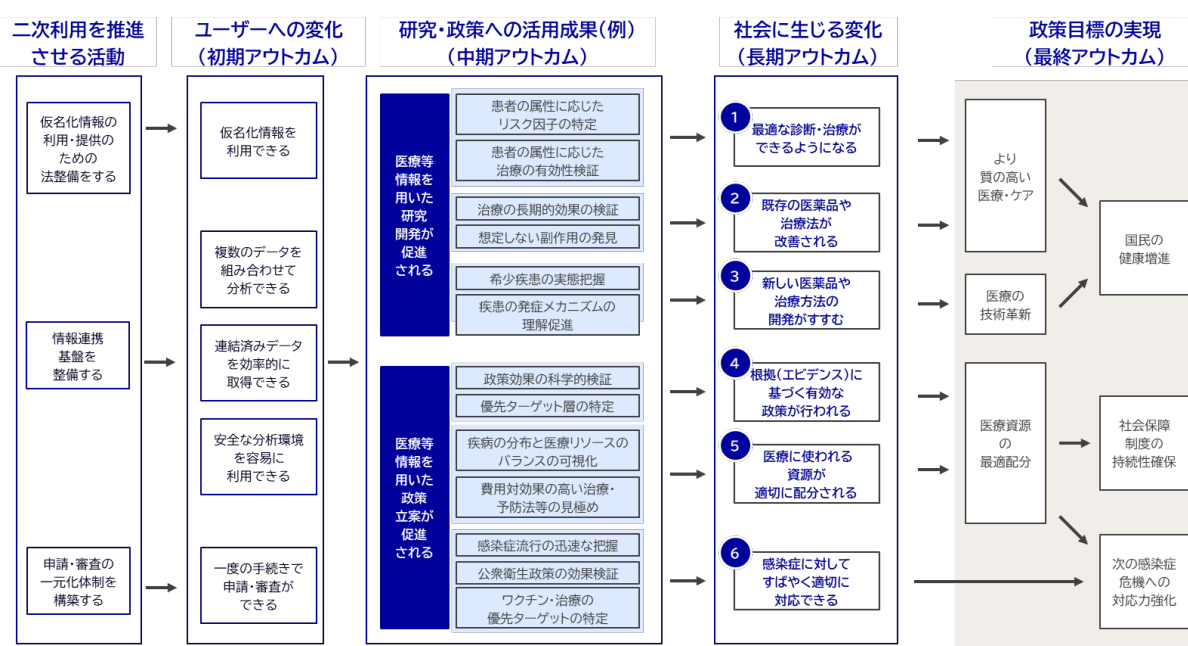 二次利用を推進
させる活動
ユーザーへの変化
(初期アウトカム)
研究・政策への活用成果(例)
(中期アウトカム)
社会に生じる変化
(長期アウトカム)
政策目標の実現
(最終アウトカム)
仮名化情報の
利用・提供の
ための
法整備をする
情報連携
基盤を
整備する
申請・審査の
一元化体制を
構築する
仮名化情報を
利用できる
複数のデータを
組み合わせて
分析できる
連結済みデータ
を効率的に
取得できる
安全な分析環境
を容易に
利用できる
一度の手続きで
申請・審査が
できる
医療等
情報を
用いた
研究
開発が
促進
される
患者の属性に応じた
リスク因子の特定
患者の属性に応じた
治療の有効性検証
治療の長期的効果の検証
想定しない副作用の発見
希少疾患の実態把握
疾患の発症メカニズムの
理解促進
医療等
情報を
用いた
政策
立案が
促進
される
政策効果の科学的検証
優先ターゲット層の特定
疾病の分布と医療リソースの
バランスの可視化
費用対効果の高い治療・
予防法等の見極め
感染症流行の迅速な把握
公衆衛生政策の効果検証
ワクチン・治療の
優先ターゲットの特定
1
最適な診断・治療が
できるようになる
2
既存の医薬品や
治療法が
改善される
3
新しい医薬品や
治療方法の
開発がすすむ
4
根拠(エビデンス)に
基づく有効な
政策が行われる
5
医療に使われる
資源が
適切に配分される
6
感染症に対して
すばやく適切に
対応できる
より
質の高い
医療・ケア
医療の
技術革新
医療資源
の
最適配分
国民の
健康増進
社会保障
制度の
持続性確保
次の感染症
危機への
対応力強化